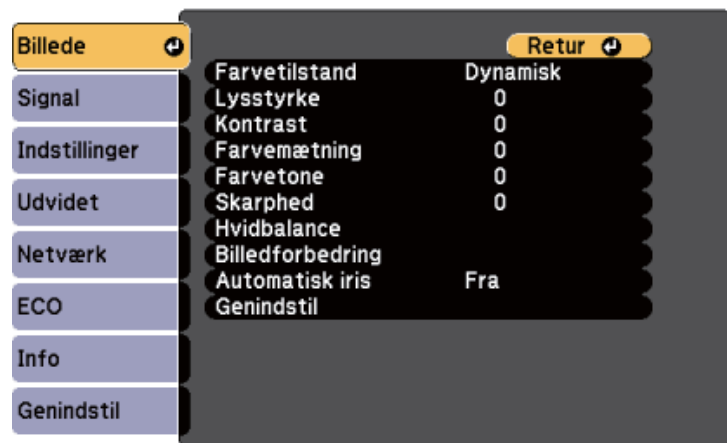 Billede
Signal
Indstillinger
Udvidet
Netværk
ECO
Info
Genindstil
Retur
Farvetilstand Dynamisk
Lysstyrke 0
Kontrast 0
Farvemætning 0
Farvetone 0
Skarphed 0
Hvidbalance
Billedforbedring
Automatisk iris Fra
Genindstil